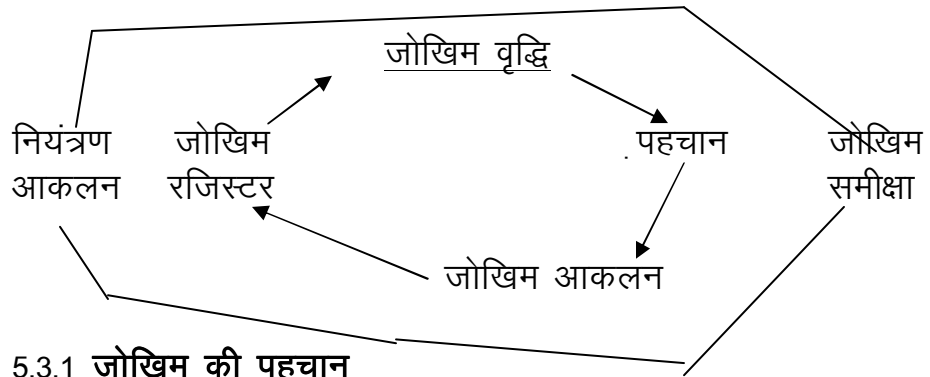 जोखिम वृद्धि
नियंत्रण जोखिम पहचान जोखिम
आकलन रजिस्टर समीक्षा
जोखिम आकलन
5.3.1 जोखिम की पहचान